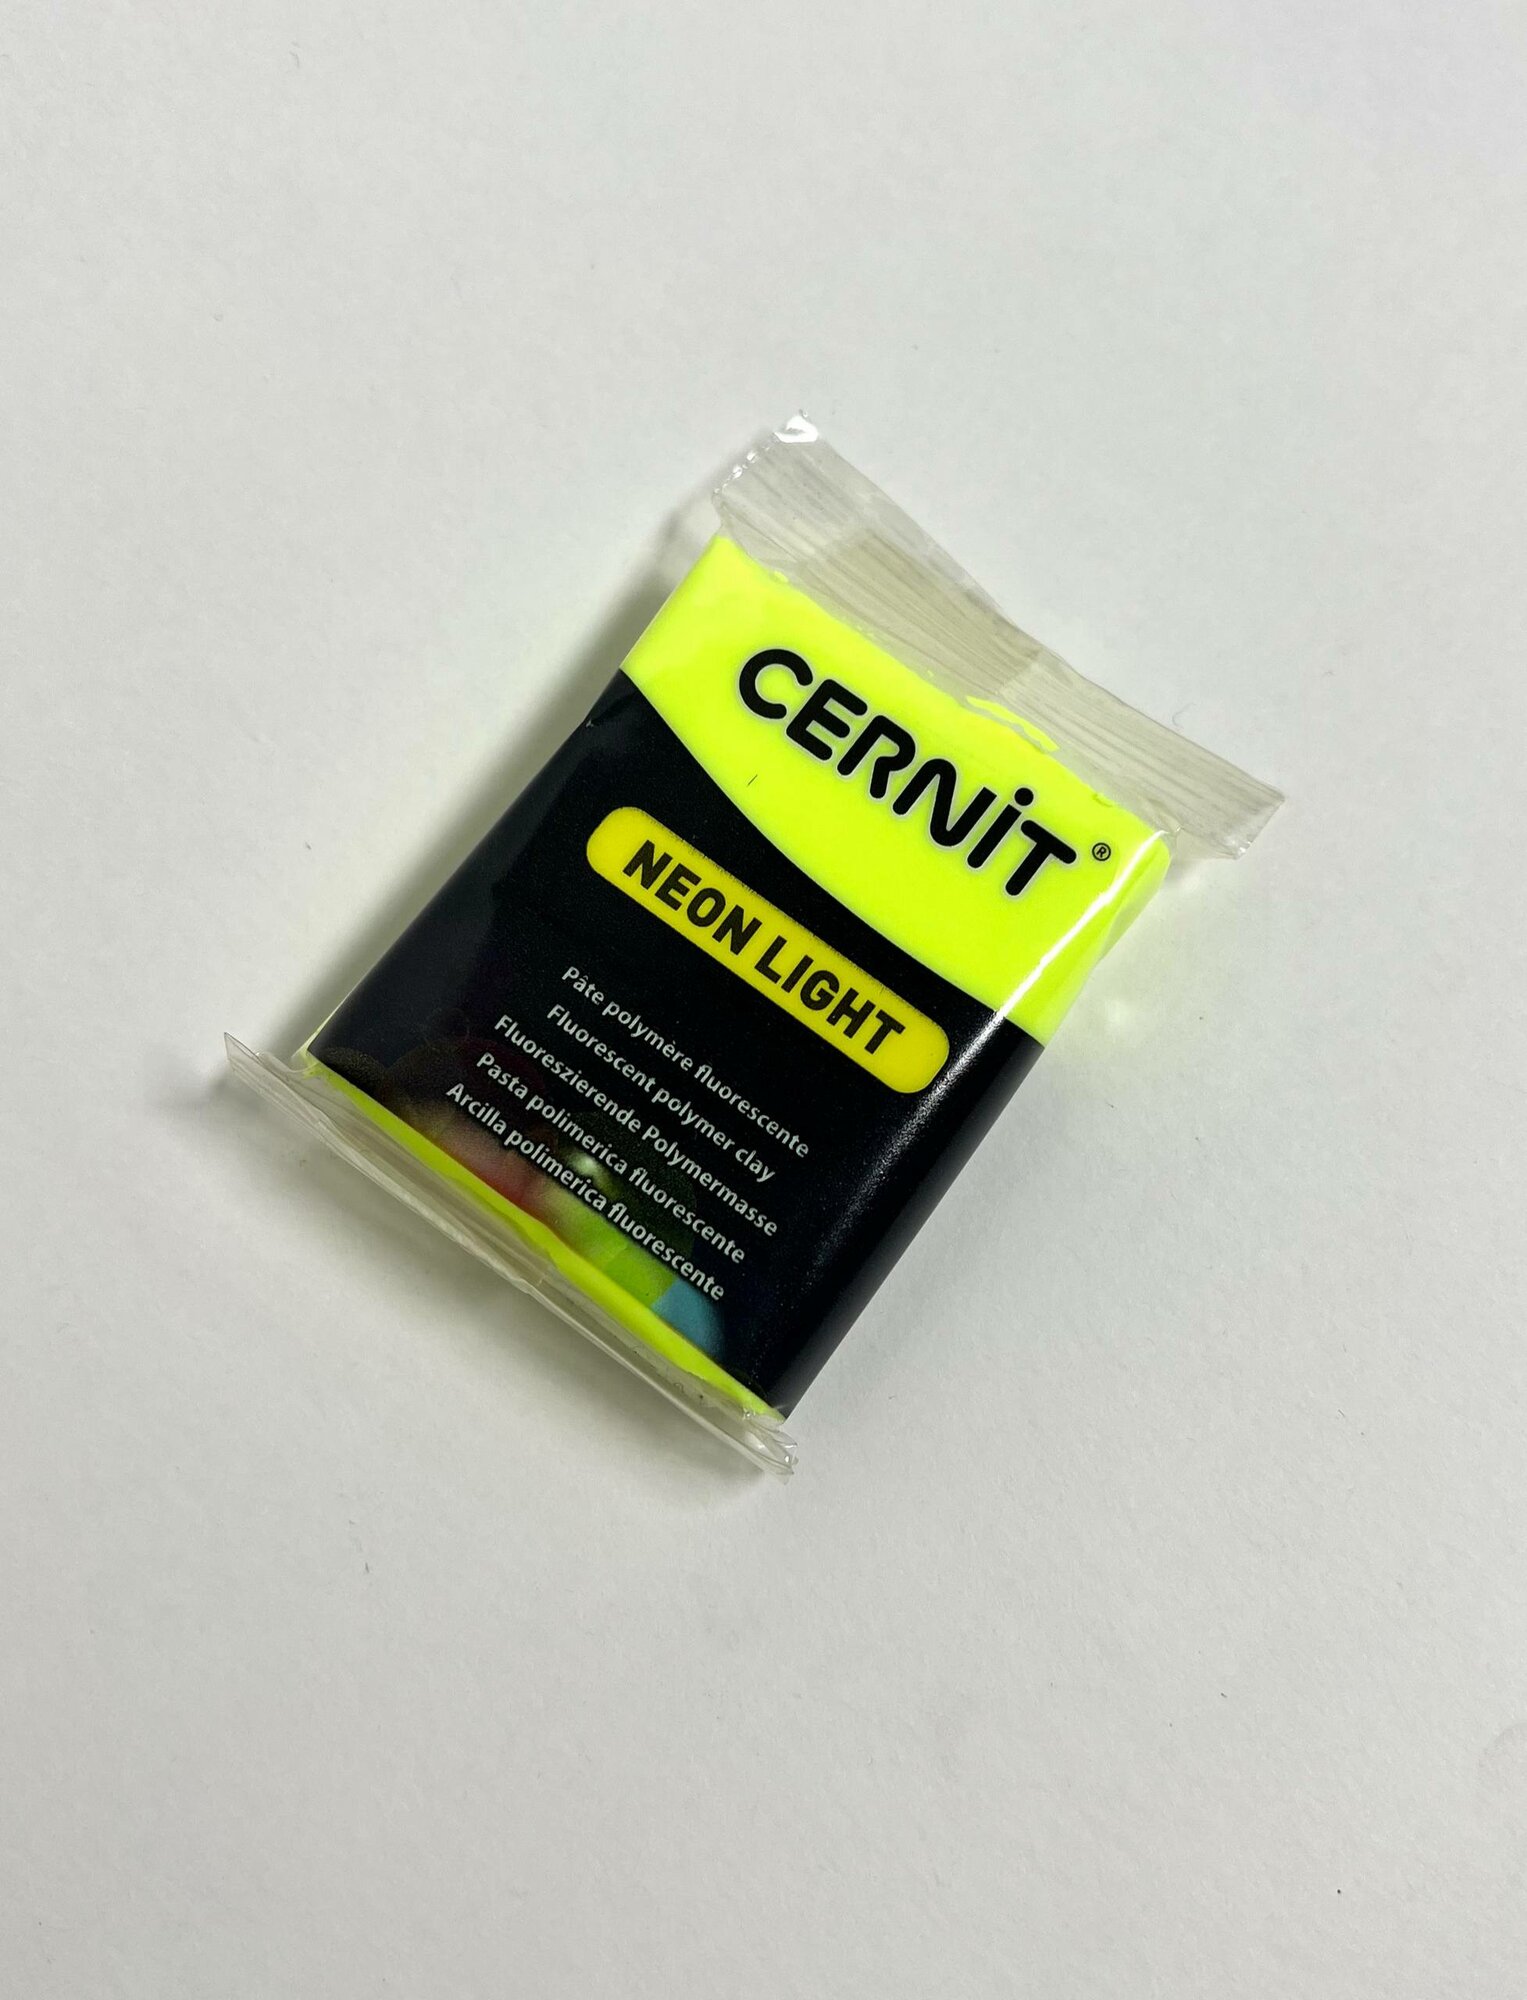 CERNiT®
NEON LIGHT
Pâte polymère fluorescente
Fluorescent polymer clay
Fluoreszierende Polymermasse
Pasta polimerica fluorescente
Arcilla polimerica fluorescente